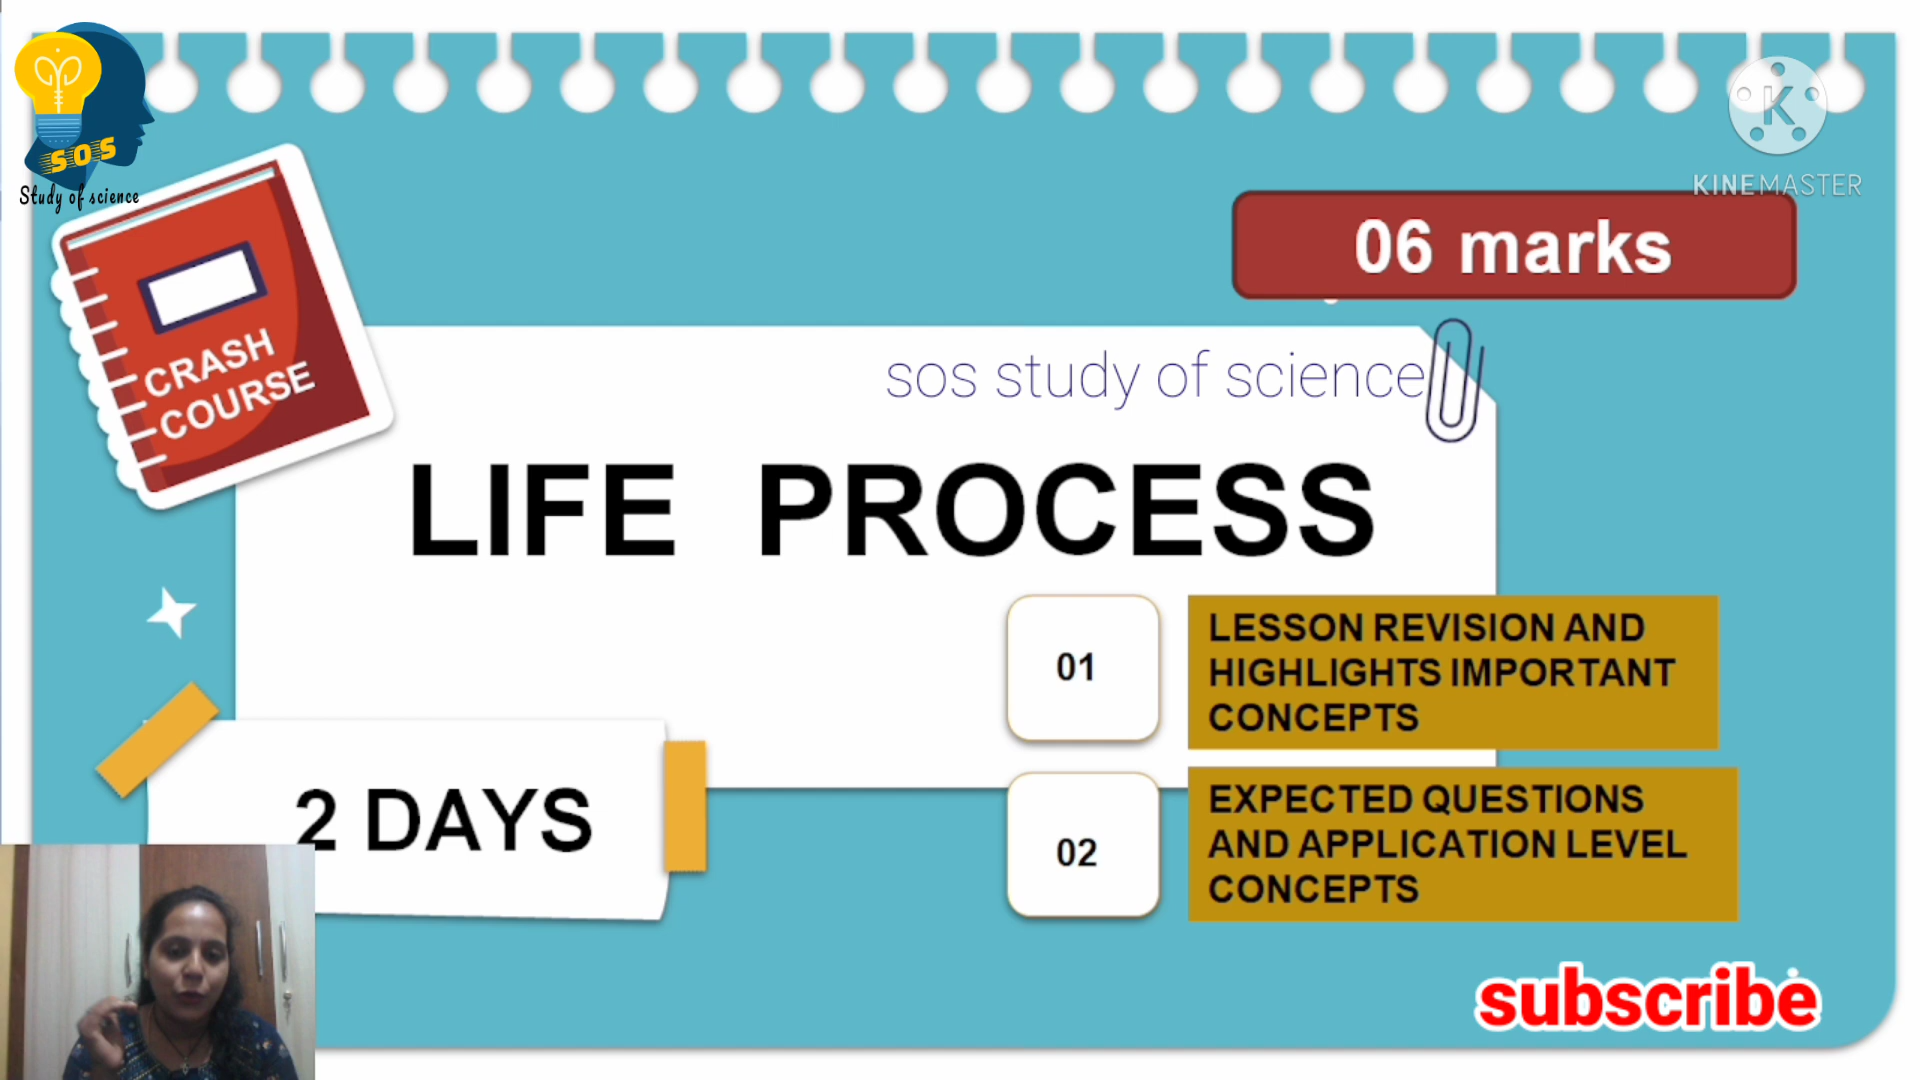 SOS
Study of science
KINEMASTER
06 marks
CRASH
COURSE
sos study of science
LIFE PROCESS
01
LESSON REVISION AND
HIGHLIGHTS IMPORTANT
CONCEPTS
2 DAYS
02
EXPECTED QUESTIONS
AND APPLICATION LEVEL
CONCEPTS
subscribe